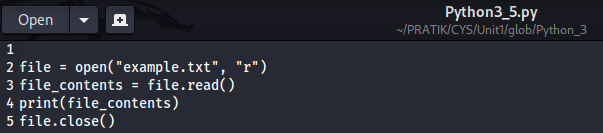 Open
Python3_5.py
~/PRATIK/CYS/Unit1/glob/Python_3
1
2 file = open("example.txt", "r")
3 file_contents = file.read()
4 print(file_contents)
5 file.close()